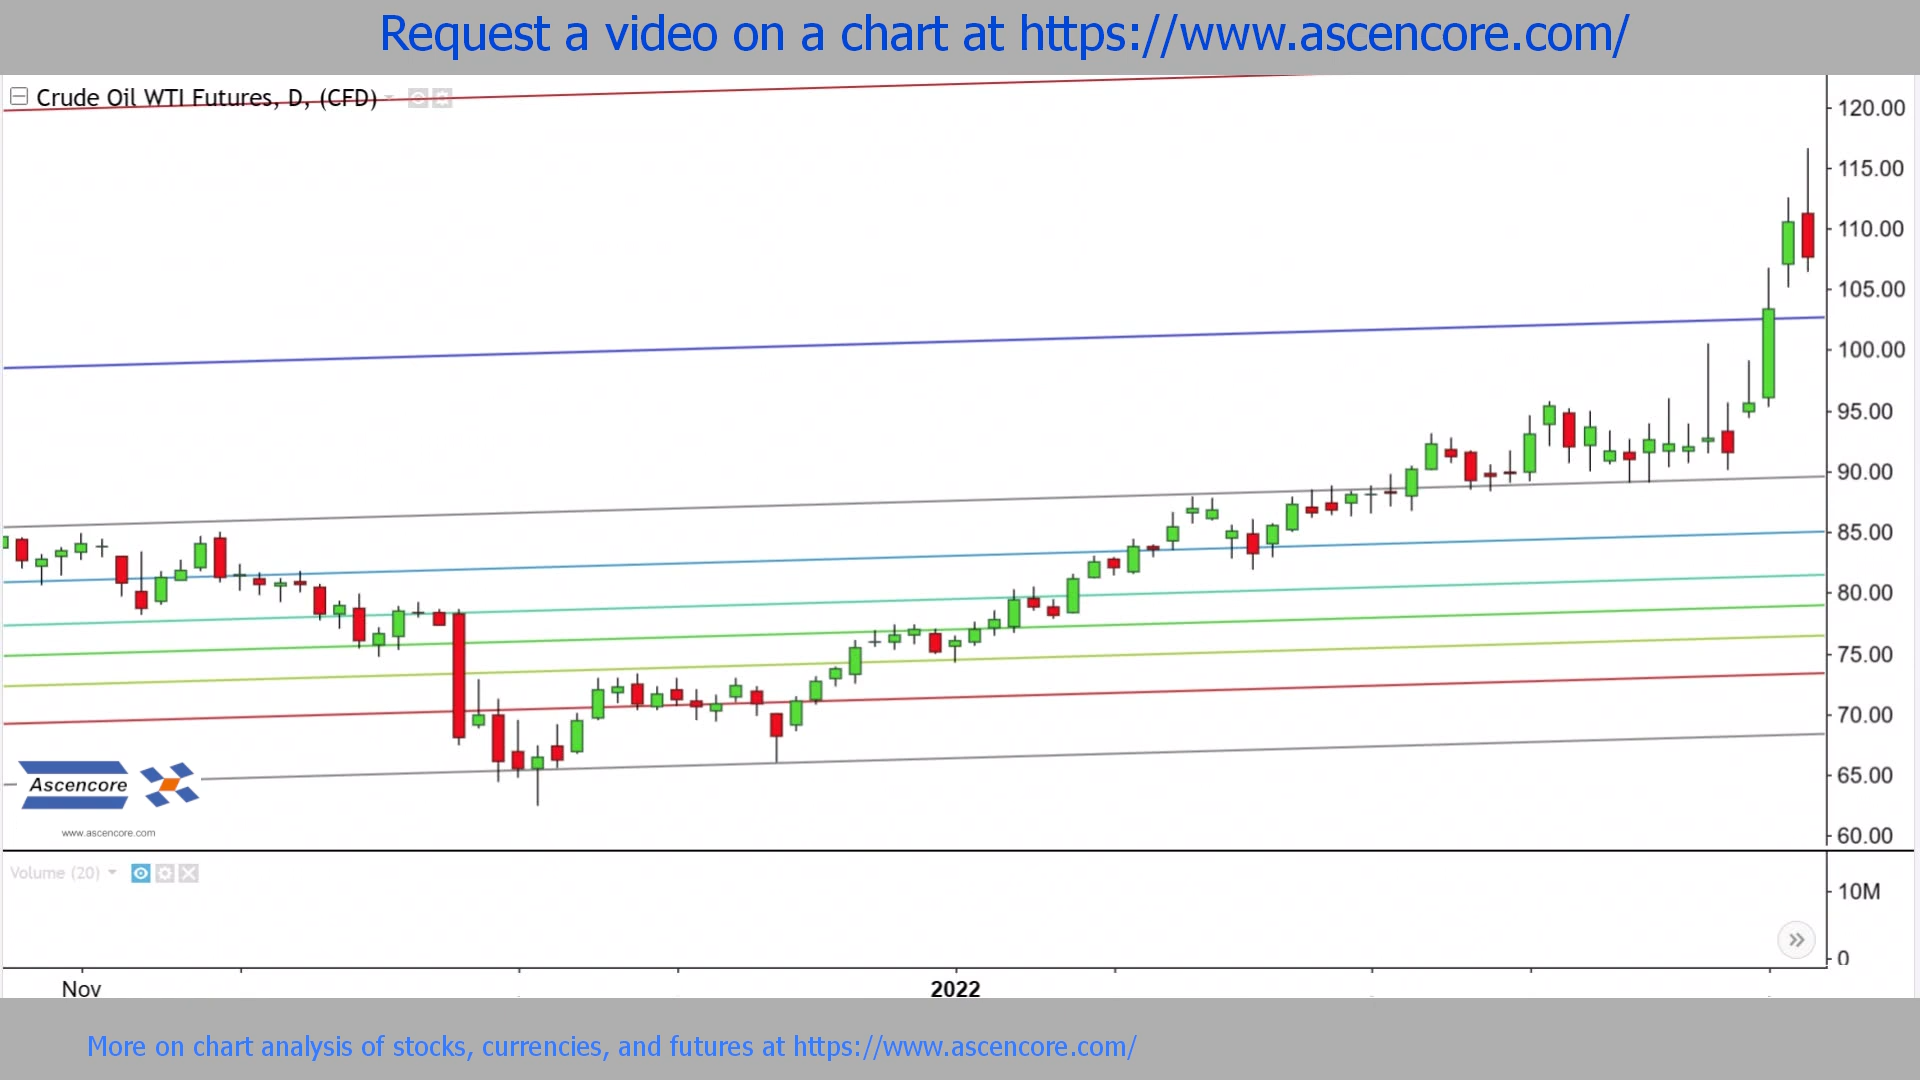 Request a video on a chart at https://www.ascencore.com/
Crude Oil WTI Futures, D, (CFD)
120.00
115.00
110.00
105.00
100.00
95.00
90.00
85.00
80.00
75.00
70.00
65.00
60.00
Ascencore
www.ascencore.com
Volume (20)
10M
0
Nov
2022
More on chart analysis of stocks, currencies, and futures at https://www.ascencore.com/